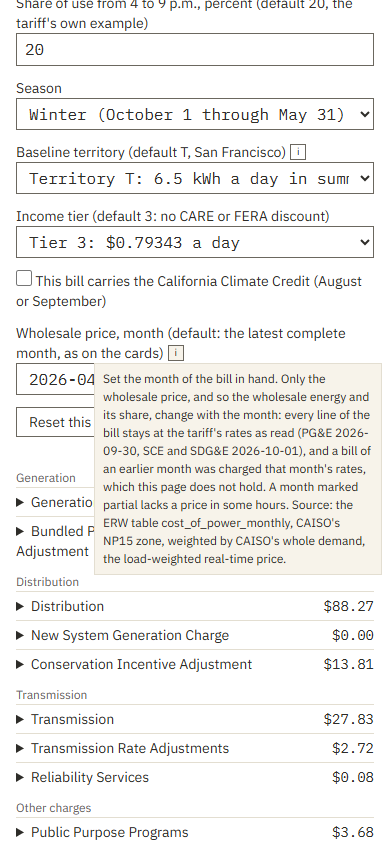 Share of use from 4 to 9 p.m., percent (default 20, the
tariff's own example)
20
Season
Winter (October 1 through May 31)
Baseline territory (default T, San Francisco) i
Territory T: 6.5 kWh a day in summ
Income tier (default 3: no CARE or FERA discount)
Tier 3: $0.79343 a day
This bill carries the California Climate Credit (August
or September)
Wholesale price, month (default: the latest complete
month, as on the cards) i
2026-04
Set the month of the bill in hand. Only the
wholesale price, and so the wholesale energy and
its share, change with the month: every line of the
bill stays at the tariff's rates as read (PG&E 2026-
09-30, SCE and SDG&E 2026-10-01), and a bill of
an earlier month was charged that month's rates,
which this page does not hold. A month marked
partial lacks a price in some hours. Source: the
ERW table cost_of_power_monthly, CAISO's
NP15 zone, weighted by CAISO's whole demand,
the load-weighted real-time price.
Reset this
Generation
Generatio
Bundled P
Adjustment
Distribution
Distribution $88.27
New System Generation Charge $0.00
Conservation Incentive Adjustment $13.81
Transmission
Transmission $27.83
Transmission Rate Adjustments $2.72
Reliability Services $0.08
Other charges
Public Purpose Programs $3.68